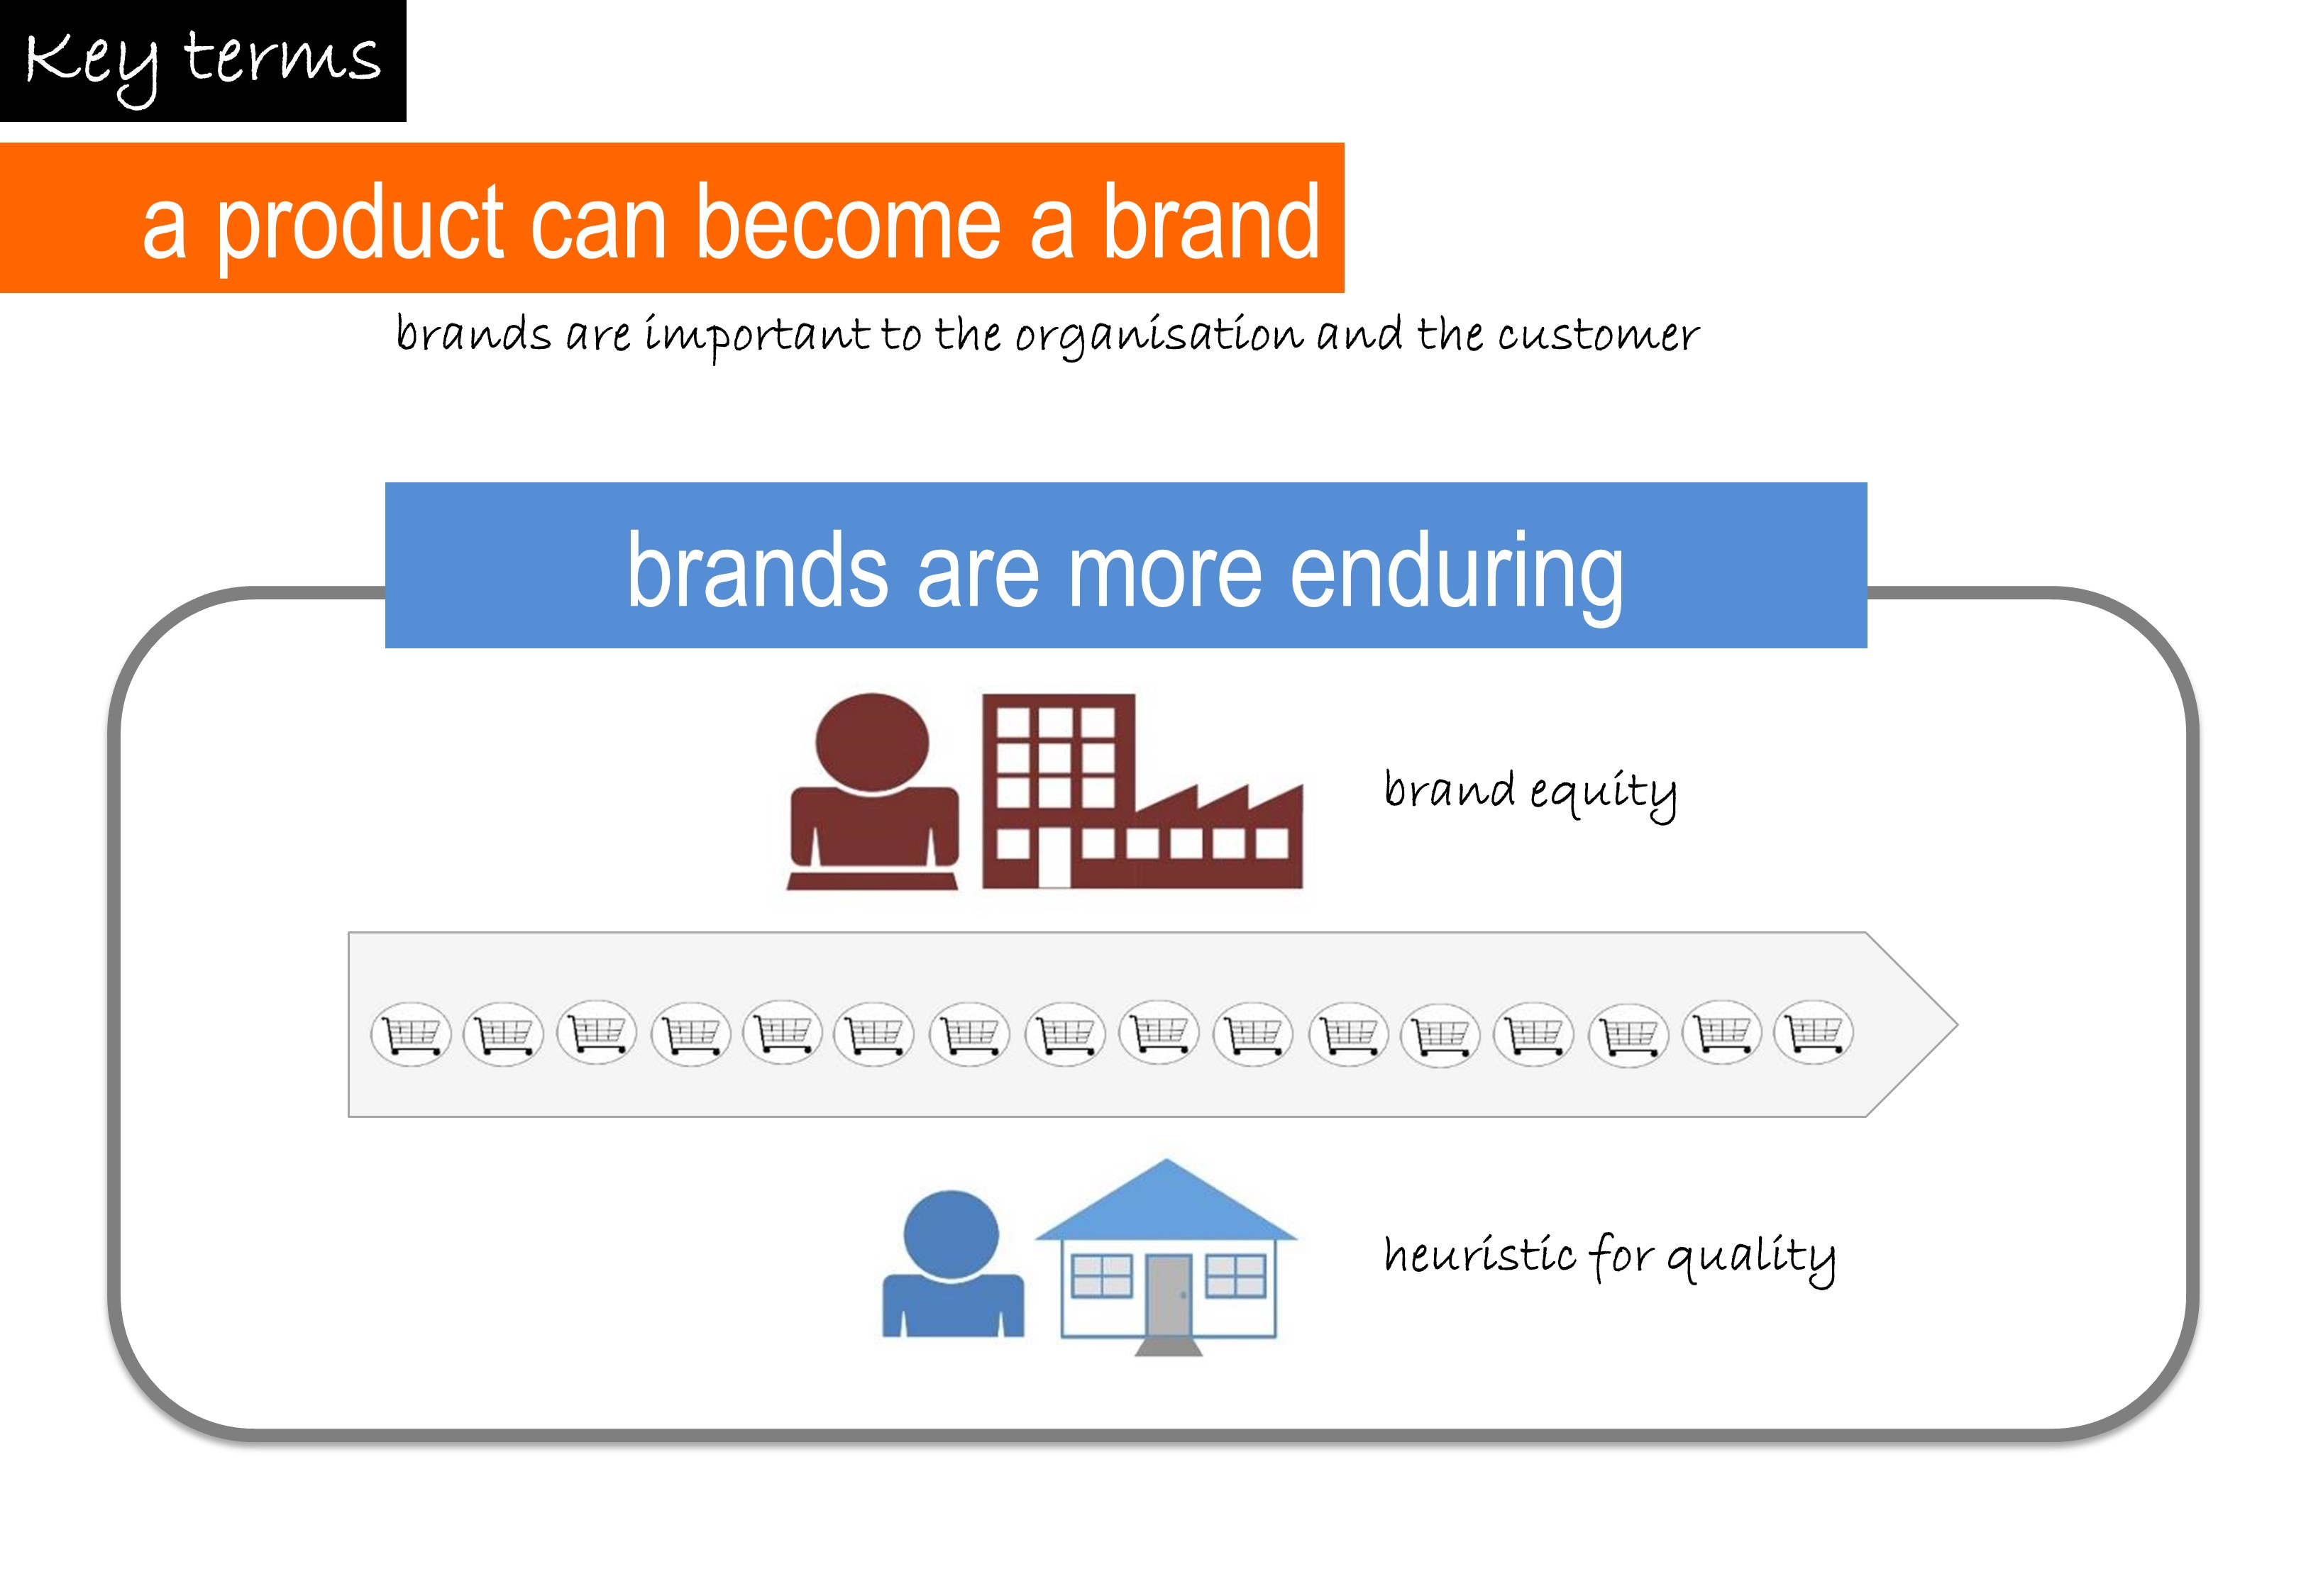 Key terms
a product can become a brand
brands are important to the organisation and the customer
brands are more enduring
brand equity
heuristic for quality